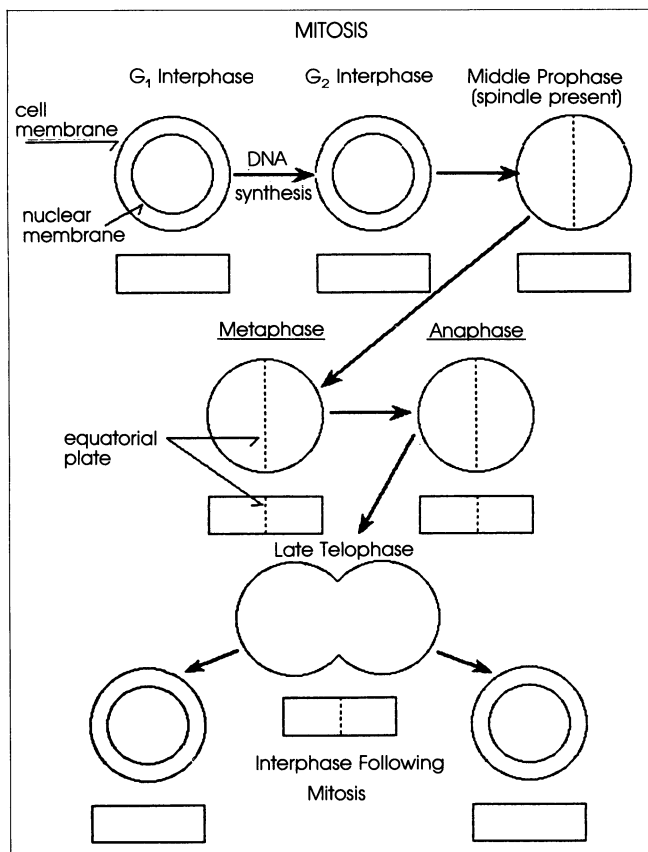 MITOSIS
G₁ Interphase
G₂ Interphase
Middle Prophase
(spindle present)
cell
membrane
DNA
synthesis
nuclear
membrane
Metaphase
Anaphase
equatorial
plate
Late Telophase
Interphase Following
Mitosis